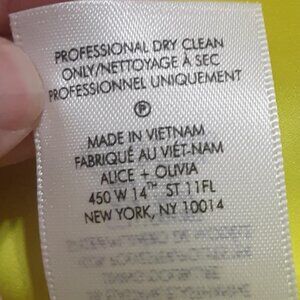 PROFESSIONAL DRY CLEAN
ONLY/NETTOYAGE À SEC
PROFESSIONNEL UNIQUEMENT
P
MADE IN VIETNAM
FABRIQUÉ AU VIÊT-NAM
ALICE + OLIVIA
450 W 14TH ST 11FL
NEW YORK, NY 10014